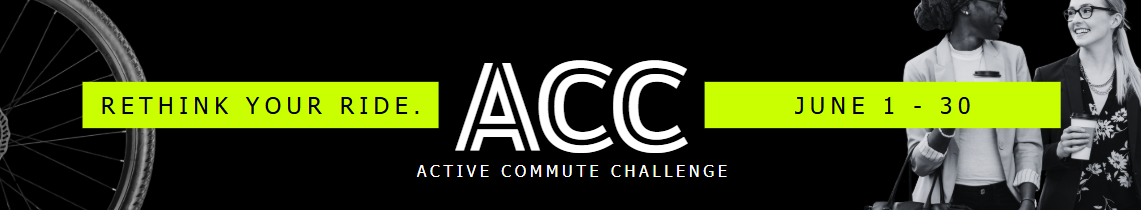 RETHINK YOUR RIDE.
ACC
JUNE 1 - 30
ACTIVE COMMUTE CHALLENGE